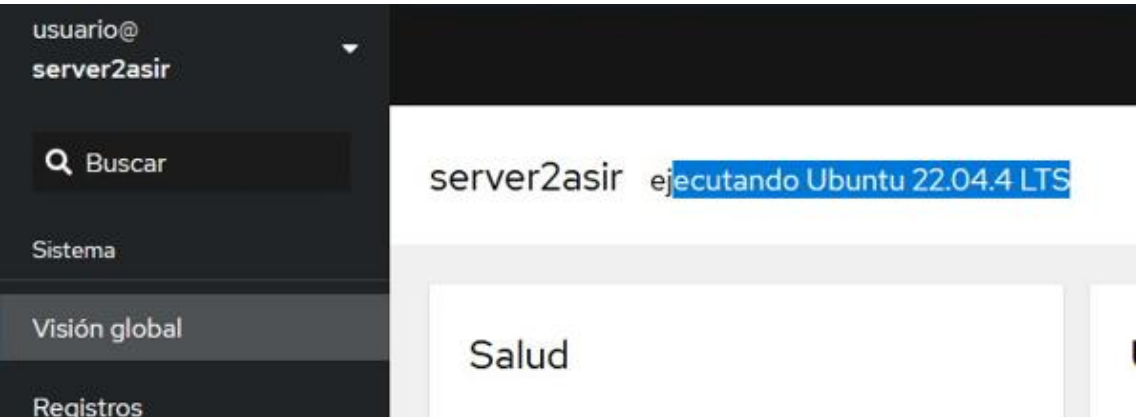 usuario@
server2asir
Buscar
server2asir ejecutando Ubuntu 22.04.4 LTS
Sistema
Visión global
Salud
Registros